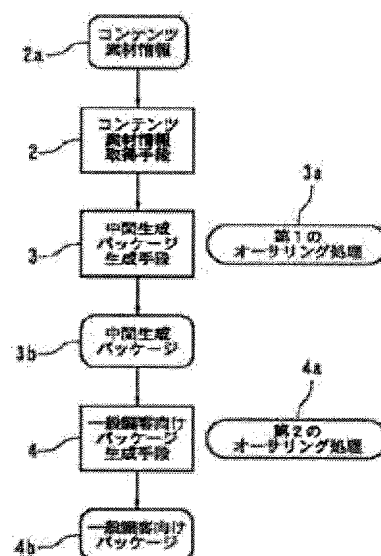 2a
コンテンツ
素材情報
2
コンテンツ
素材情報
取得手段
3a
3
中間生成
パッケージ
生成手段
第1の
オーサリング処理
3b
中間生成
パッケージ
4a
4
一般顧客向け
パッケージ
生成手段
第2の
オーサリング処理
4b
一般顧客向け
パッケージ